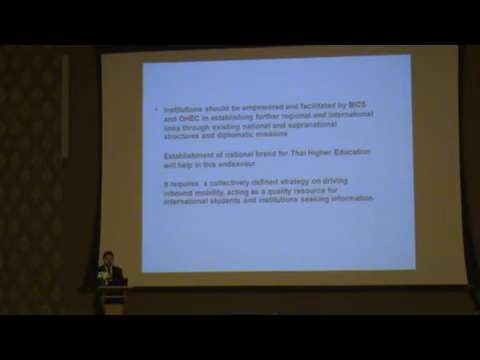 • Institutions should be empowered and facilitated by BICS
and OHEC in establishing further regional and international
links through existing national and supranational
structures and diplomatic missions
Establishment of national brand for Thai Higher Education
will help in this endeavour
It requires a collectively defined strategy on driving
inbound mobility, acting as a quality resource for
international students and institutions seeking information